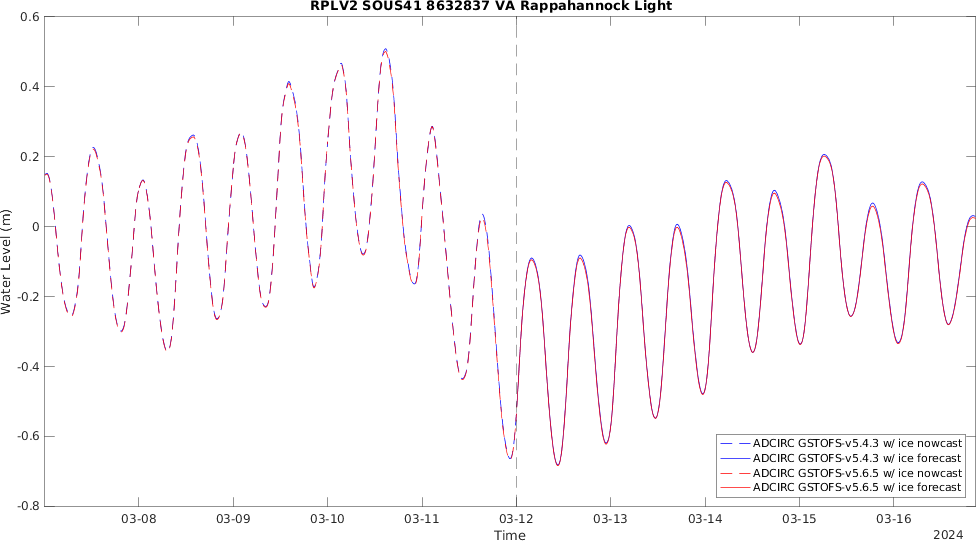 RPLV2 SOUS41 8632837 VA Rappahannock Light
0.6
0.4
0.2
0
-0.2
-0.4
-0.6
-0.8
Water Level (m)
03-08
03-09
03-10
03-11
03-12
03-13
03-14
03-15
03-16
Time
2024
ADCIRC GSTOFS-v5.4.3 w/ ice nowcast
ADCIRC GSTOFS-v5.4.3 w/ ice forecast
ADCIRC GSTOFS-v5.6.5 w/ ice nowcast
ADCIRC GSTOFS-v5.6.5 w/ ice forecast